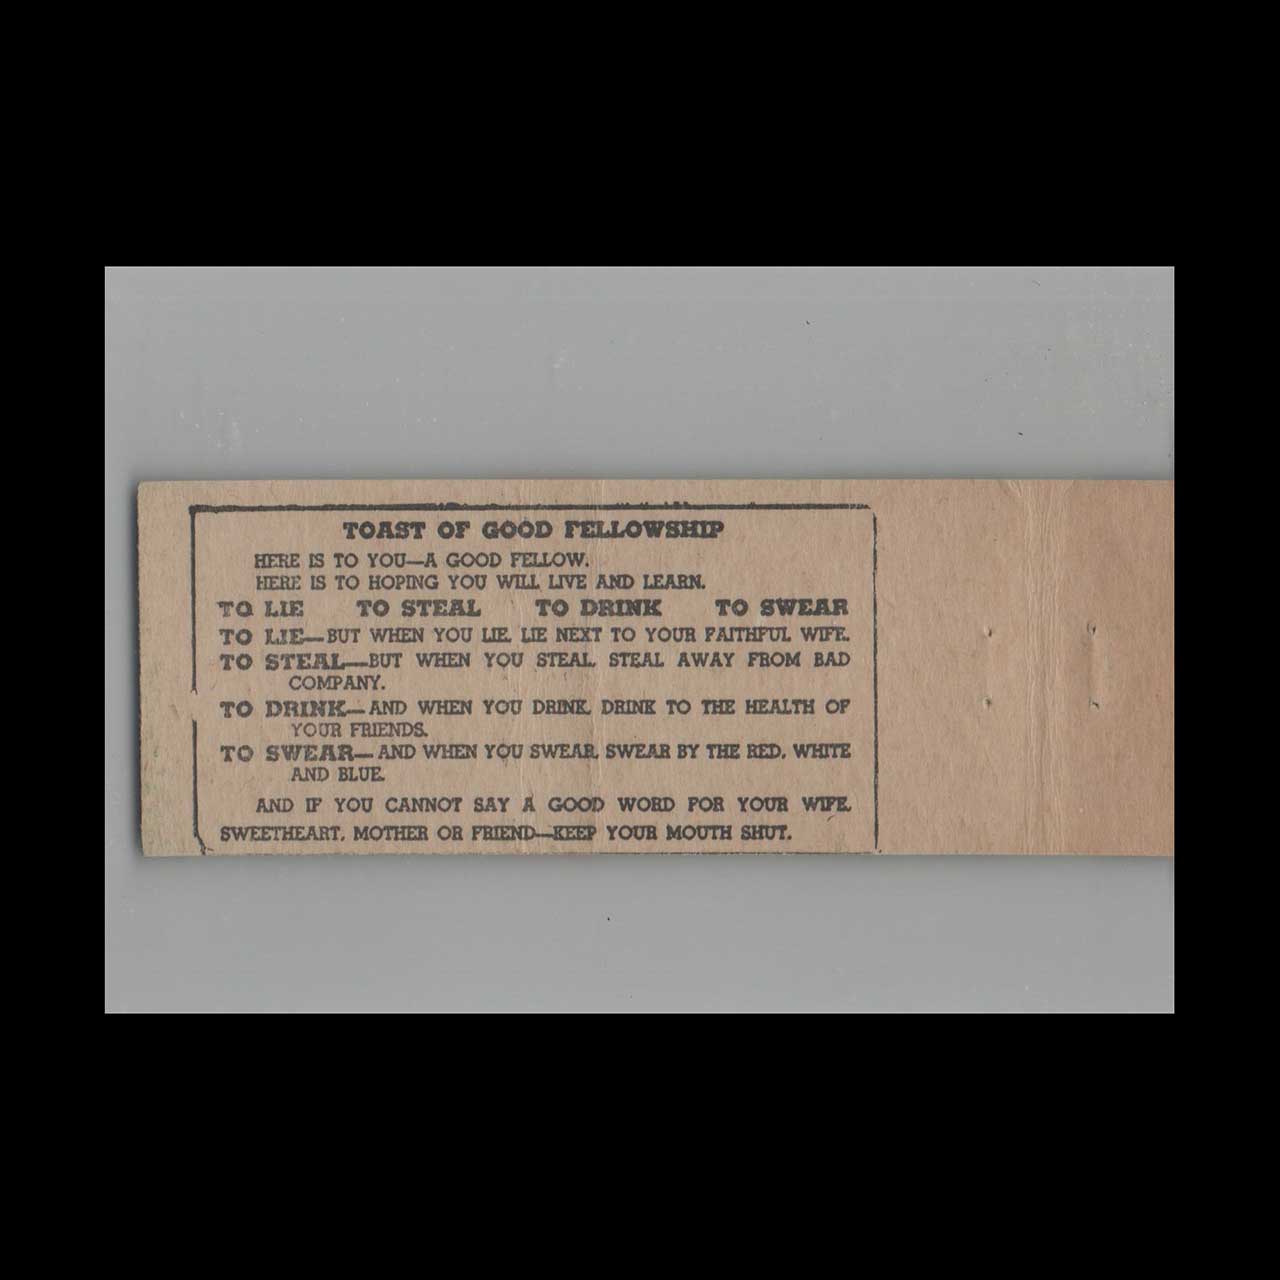 TOAST OF GOOD FELLOWSHIP
HERE IS TO YOU—A GOOD FELLOW.
HERE IS TO HOPING YOU WILL LIVE AND LEARN.
TO LIE TO STEAL TO DRINK TO SWEAR
TO LIE—BUT WHEN YOU LIE, LIE NEXT TO YOUR FAITHFUL WIFE.
TO STEAL—BUT WHEN YOU STEAL, STEAL AWAY FROM BAD
COMPANY.
TO DRINK—AND WHEN YOU DRINK, DRINK TO THE HEALTH OF
YOUR FRIENDS.
TO SWEAR—AND WHEN YOU SWEAR, SWEAR BY THE RED, WHITE
AND BLUE.
AND IF YOU CANNOT SAY A GOOD WORD FOR YOUR WIFE,
SWEETHEART, MOTHER OR FRIEND—KEEP YOUR MOUTH SHUT.